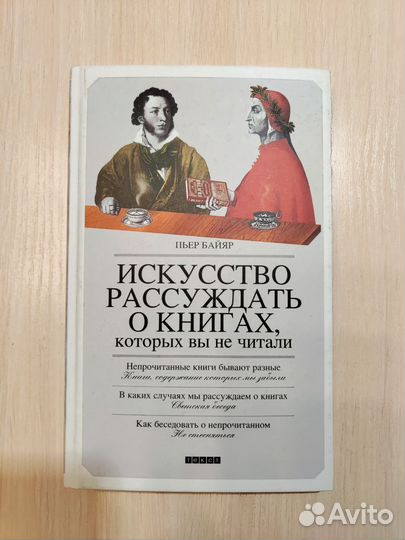 ПЬЕР БАЙЯР
ИСКУССТВО
РАССУЖДАТЬ
О КНИГАХ,
которых вы не читали
Непрочитанные книги бывают разные
Книги, содержание которых мы забыли
В каких случаях мы рассуждаем о книгах
Светская беседа
Как беседовать о непрочитанном
Не стесняться
текст
Avito